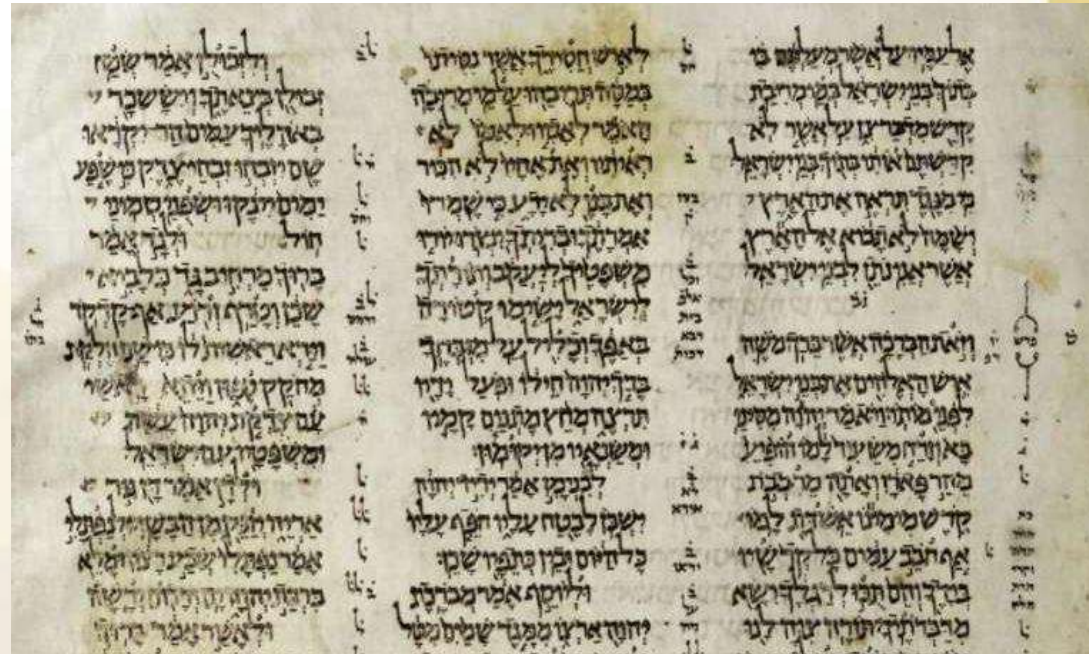 אל עמיו על אשר מעלתם בי
בתוך בני ישראל במי מריבת
קדש מדבר צן על אשר לא
קדשתם אותי בתוך בני ישראל
כי מנגד תראה את הארץ
ושמה לא תבוא אל הארץ
אשר אני נתן לבני ישראל
נב
וזאת הברכה אשר ברך משה
איש האלהים את בני ישראל
לפני מותו ויאמר יהוה מסיני
בא וזרח משעיר למו הופיע
מהר פארן ואתה מרבבת
קדש מימינו אשדת למו
אף חבב עמים כל קדשיו
בידך והם תכו לרגלך ישא
מדברתיך תורה צוה לנו
לאיש חסידך אשר נסיתו
במסה תריבהו על מי מריבה
האמר לאביו ולאמו לא
ראיתיו ואת אחיו לא הכיר
ואת בנו לא ידע כי שמרו
אמרתך ובריתך ינצרו יורו
משפטיך ליעקב ותורתך
לישראל ישימו קטורה
באפך וכליל על מזבחך
ברך יהוה חילו ופעל ידיו
תרצה מחץ מתנים קמיו
ומשנאיו מן יקומון
לבנימן אמר ידיד יהוה
ישכן לבטח עליו חפף עליו
כל היום ובין כתפיו שכן
וליוסף אמר מברכת
יהוה ארצו ממגד שמים מטל
ולזבולן אמר שמח
זבולן בצאתך ויששכר
באהליך עמים הר יקראו
שם יזבחו זבחי צדק כי שפע
ימים יינקו ושפני טמוני
חול ולגד אמר
ברוך מרחיב גד כלביא
שכן וטרף זרוע אף קדקד
וירא ראשית לו כי שם חלקת
מחקק ספון ויתא ראשי
עם צדקת יהוה עשה
ומשפטיו עם ישראל
ולדן אמר דן גור
אריה יזנק מן הבשן ולנפתלי
אמר נפתלי שבע רצון ומלא
ברכת יהוה ים ודרום ירשה
ולאשר אמר ברוך